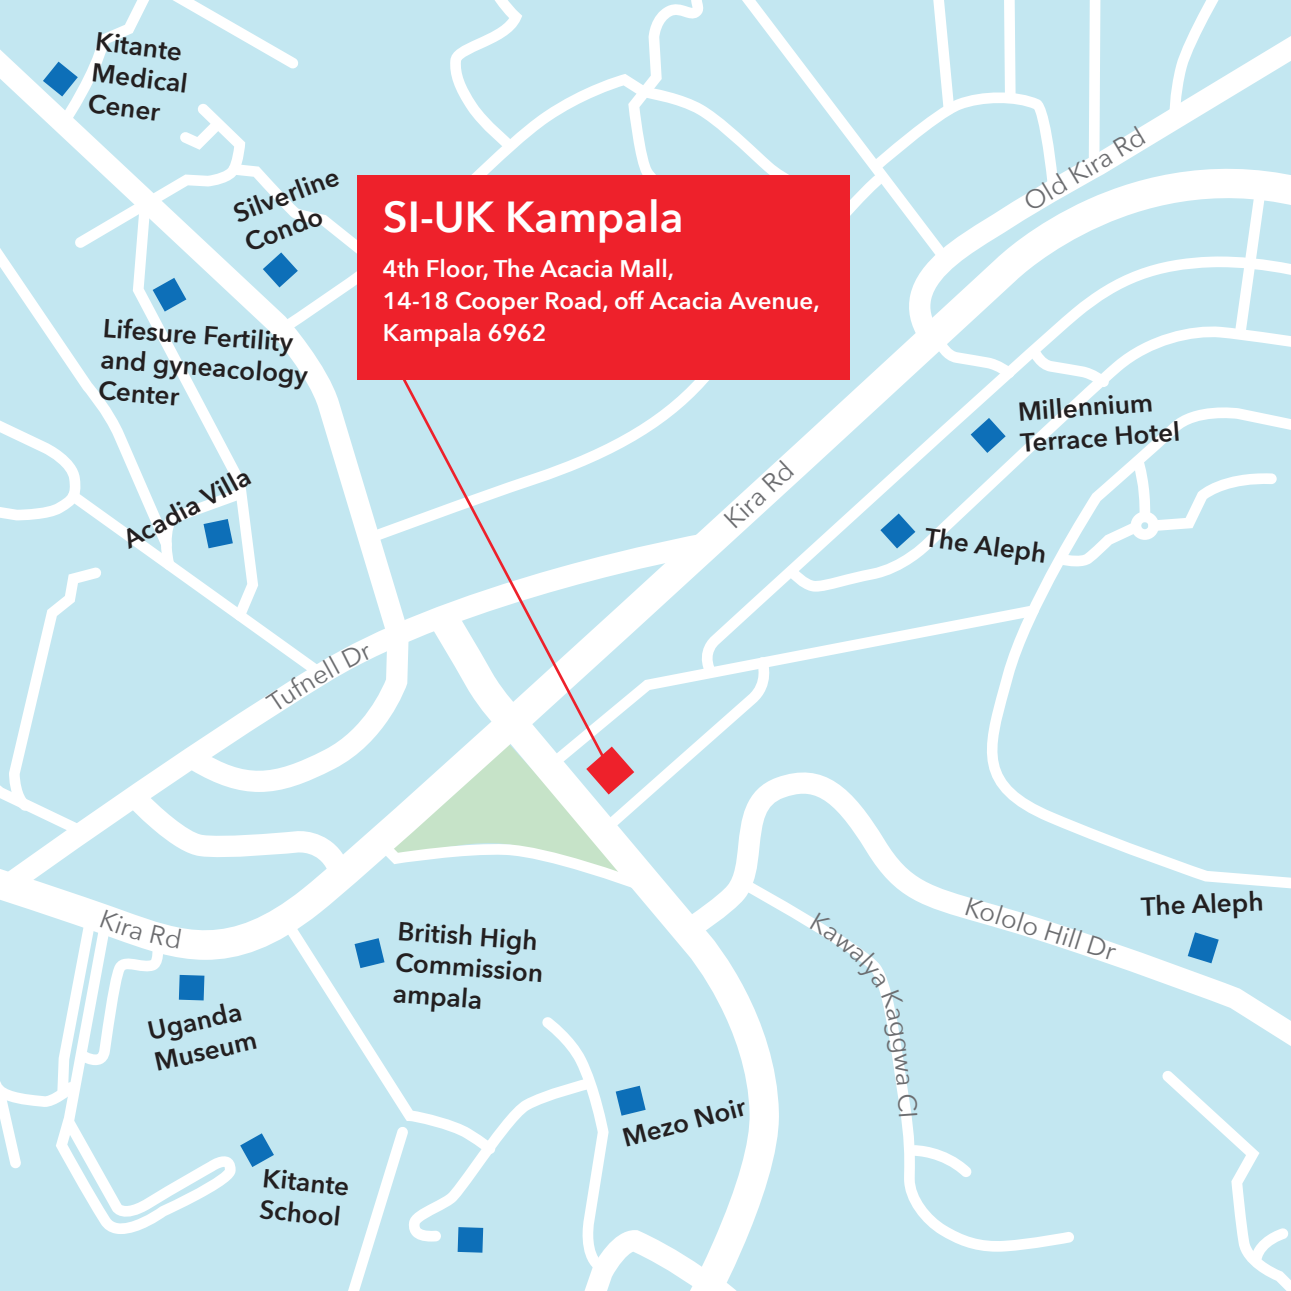 Kitante
Medical
Cener
Silverline
Condo
Old Kira Rd
SI-UK Kampala
4th Floor, The Acacia Mall,
14-18 Cooper Road, off Acacia Avenue,
Kampala 6962
Lifesure Fertility
and gyneacology
Center
Millennium
Terrace Hotel
Kira Rd
Acadia Villa
The Aleph
Tufnell Dr
The Aleph
Kololo Hill Dr
Kawalya Kaggwa Cl
Kira Rd
British High
Commission
ampala
Uganda
Museum
Mezo Noir
Kitante
School